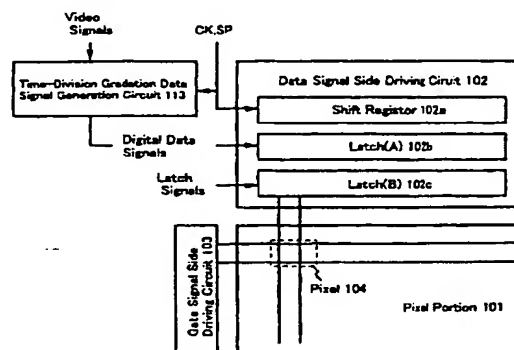 Video
Signals
CK,SP
Time-Division Gradation Data
Signal Generation Circuit 113
Data Signal Side Driving Ciruit 102
Shift Register 102a
Digital Data
Signals
Latch(A) 102b
Latch
Signals
Latch(B) 102c
Gate Signal Side
Driving Circuit 103
Pixel 104
Pixel Portion 101